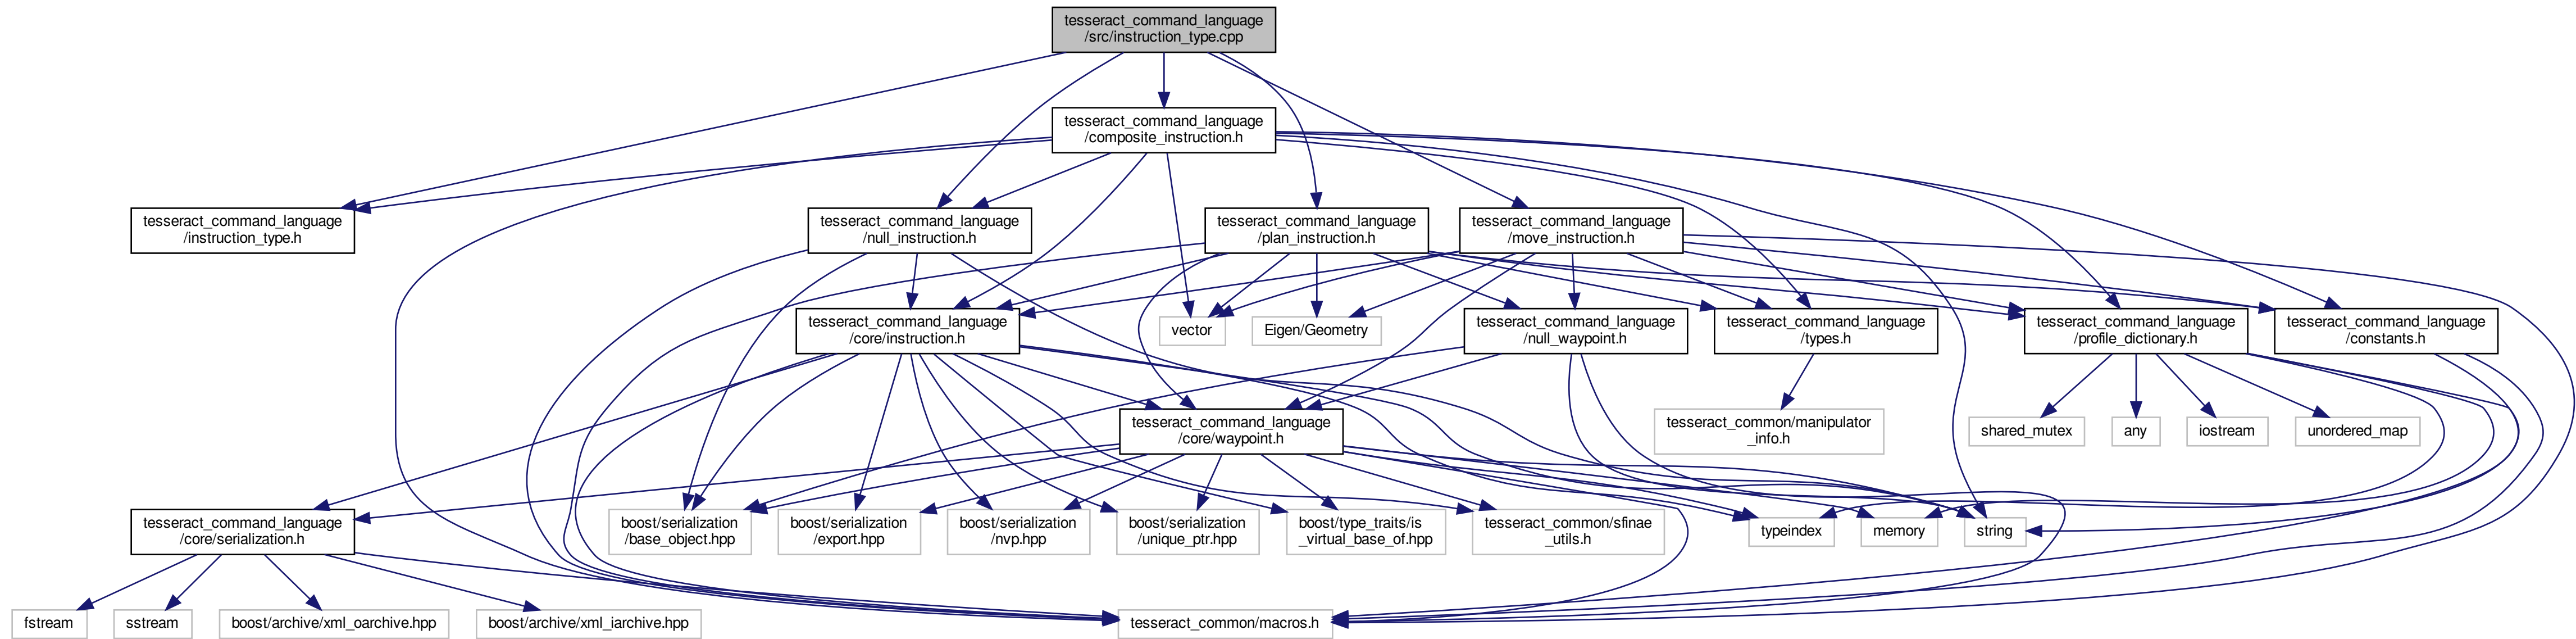 tesseract_command_language
/src/instruction_type.cpp
tesseract_command_language
/composite_instruction.h
tesseract_command_language
/instruction_type.h
tesseract_command_language
/null_instruction.h
tesseract_command_language
/plan_instruction.h
tesseract_command_language
/move_instruction.h
tesseract_command_language
/core/instruction.h
vector
Eigen/Geometry
tesseract_command_language
/null_waypoint.h
tesseract_command_language
/types.h
tesseract_command_language
/profile_dictionary.h
tesseract_command_language
/constants.h
tesseract_command_language
/core/waypoint.h
tesseract_common/manipulator
_info.h
shared_mutex
any
iostream
unordered_map
tesseract_command_language
/core/serialization.h
boost/serialization
/base_object.hpp
boost/serialization
/export.hpp
boost/serialization
/nvp.hpp
boost/serialization
/unique_ptr.hpp
boost/type_traits/is
_virtual_base_of.hpp
tesseract_common/sfinae
_utils.h
typeindex
memory
string
fstream
sstream
boost/archive/xml_oarchive.hpp
boost/archive/xml_iarchive.hpp
tesseract_common/macros.h